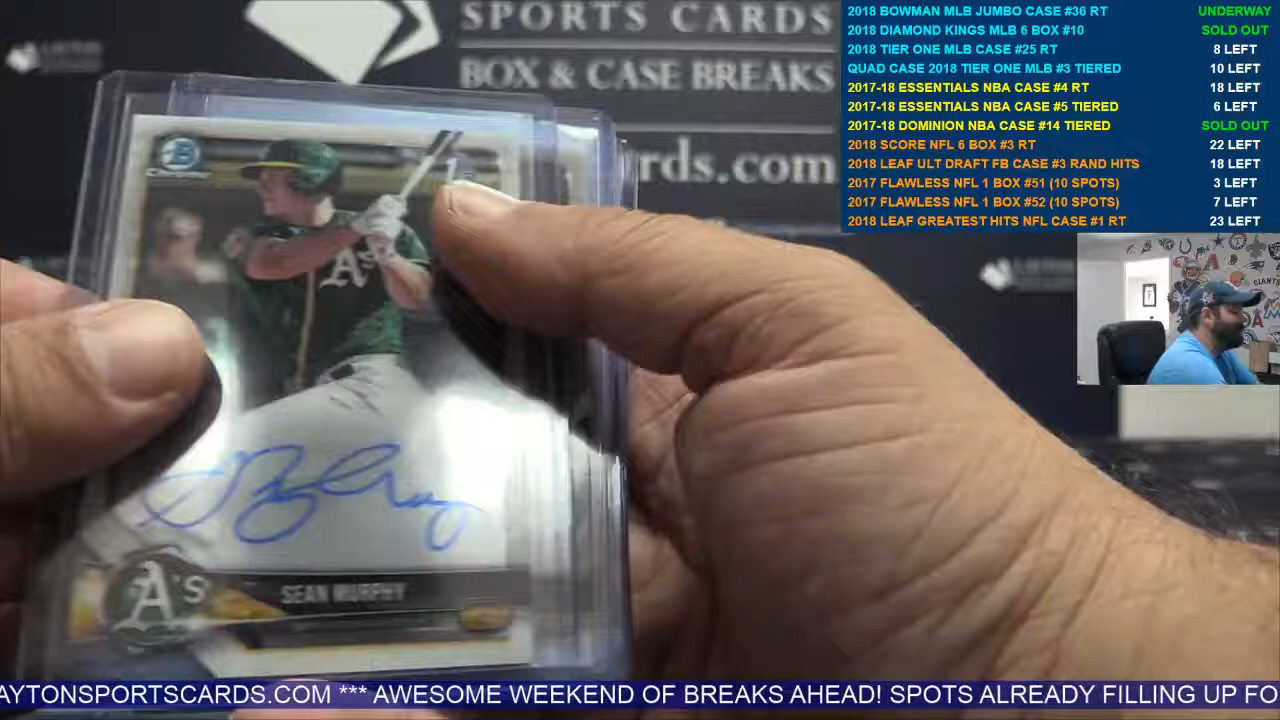 SPORTS CARDS
BOX & CASE BREAKS
rds.com
2018 BOWMAN MLB JUMBO CASE #36 RT UNDERWAY
2018 DIAMOND KINGS MLB 6 BOX #10 SOLD OUT
2018 TIER ONE MLB CASE #25 RT 8 LEFT
QUAD CASE 2018 TIER ONE MLB #3 TIERED 10 LEFT
2017-18 ESSENTIALS NBA CASE #4 RT 18 LEFT
2017-18 ESSENTIALS NBA CASE #5 TIERED 6 LEFT
2017-18 DOMINION NBA CASE #14 TIERED SOLD OUT
2018 SCORE NFL 6 BOX #3 RT 22 LEFT
2018 LEAF ULT DRAFT FB CASE #3 RAND HITS 18 LEFT
2017 FLAWLESS NFL 1 BOX #51 (10 SPOTS) 3 LEFT
2017 FLAWLESS NFL 1 BOX #52 (10 SPOTS) 7 LEFT
2018 LEAF GREATEST HITS NFL CASE #1 RT 23 LEFT
A's
GIANTS
A's
SEAN MURPHY
AYTONSPORTSCARDS.COM *** AWESOME WEEKEND OF BREAKS AHEAD! SPOTS ALREADY FILLING UP FO